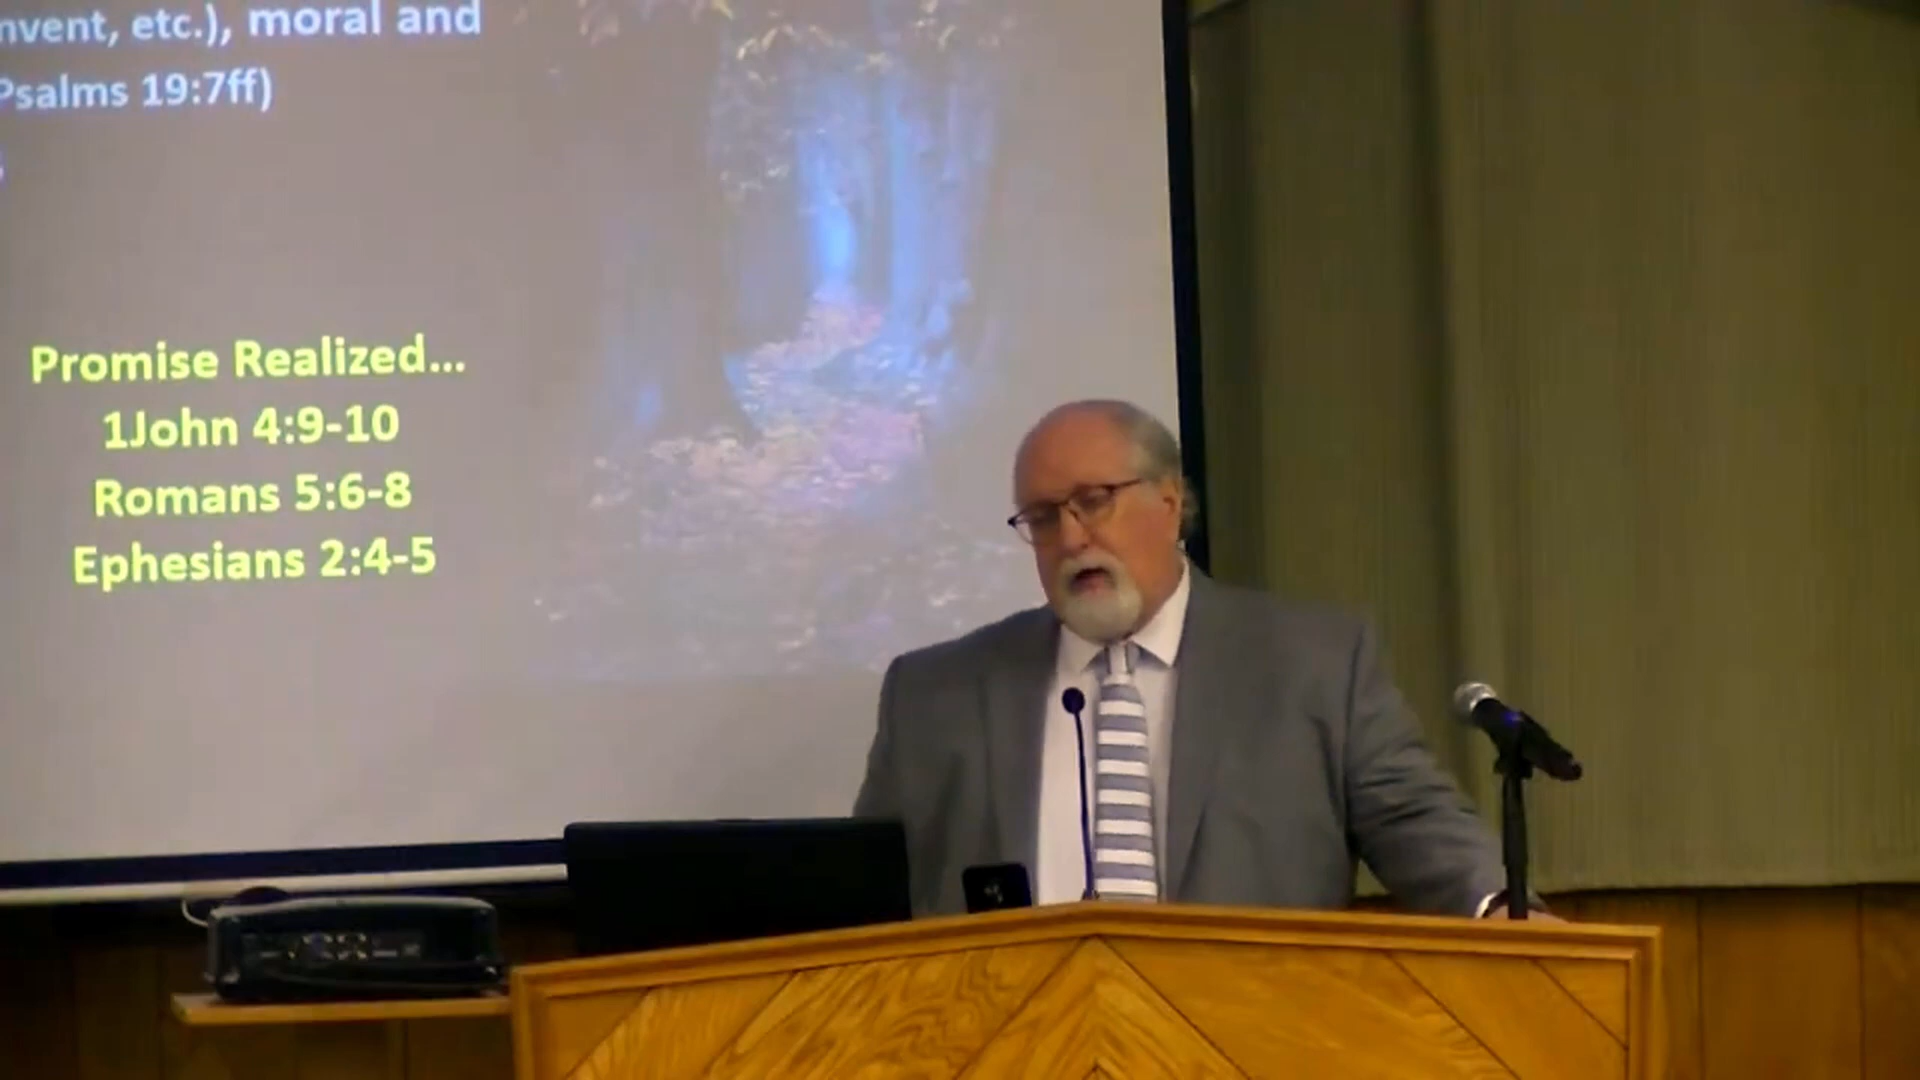 nvent, etc.), moral and
Psalms 19:7ff)
Promise Realized...
1John 4:9-10
Romans 5:6-8
Ephesians 2:4-5